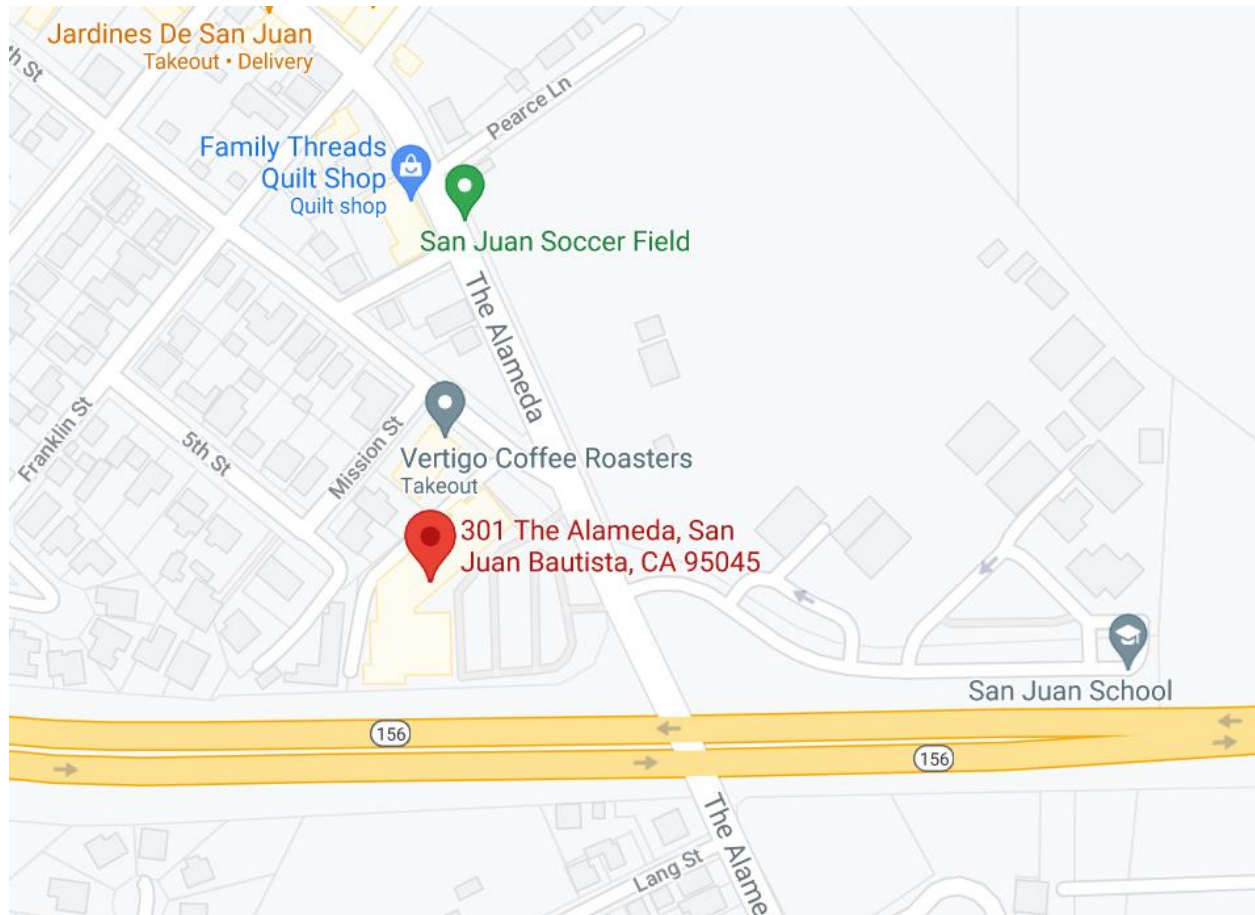 Jardines De San Juan
Takeout • Delivery
th St
Pearce Ln
Family Threads
Quilt Shop
Quilt shop
San Juan Soccer Field
The Alameda
Franklin St
5th St
Mission St
Vertigo Coffee Roasters
Takeout
301 The Alameda, San
Juan Bautista, CA 95045
San Juan School
156
156
The Alame
Lang St